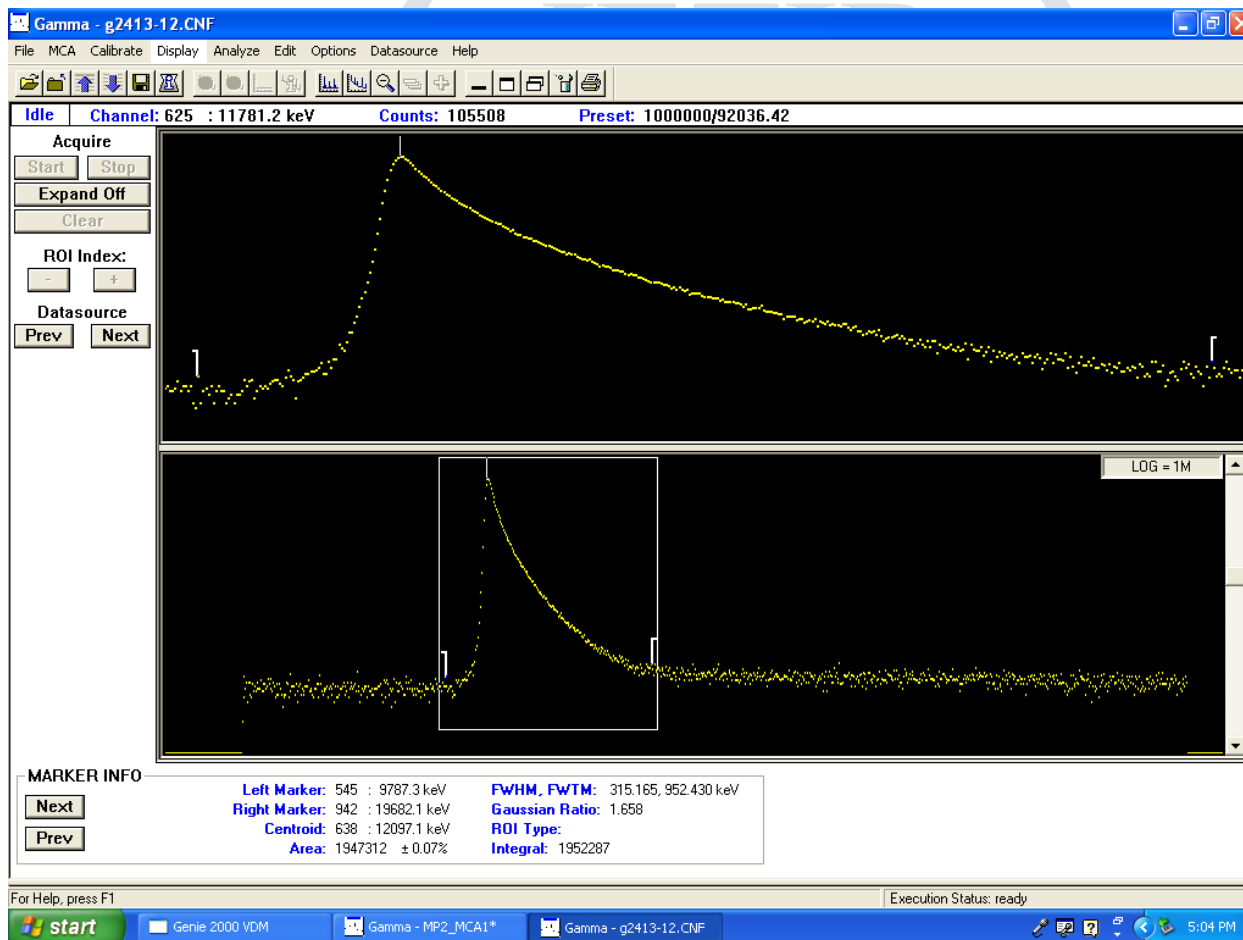 Gamma - g2413-12.CNF
File MCA Calibrate Display Analyze Edit Options Datasource Help
Idle Channel: 625 : 11781.2 keV Counts: 105508 Preset: 1000000/92036.42
Acquire
Start Stop
Expand Off
Clear
ROI Index:
- +
Datasource
Prev Next
LOG = 1M
MARKER INFO
Next
Prev
Left Marker: 545 : 9787.3 keV FWHM, FWTM: 315.165, 952.430 keV
Right Marker: 942 : 19682.1 keV Gaussian Ratio: 1.658
Centroid: 638 : 12097.1 keV ROI Type:
Area: 1947312 ± 0.07% Integral: 1952287
For Help, press F1 Execution Status: ready
start Genie 2000 VDM Gamma - MP2_MCA1* Gamma - g2413-12.CNF 5:04 PM